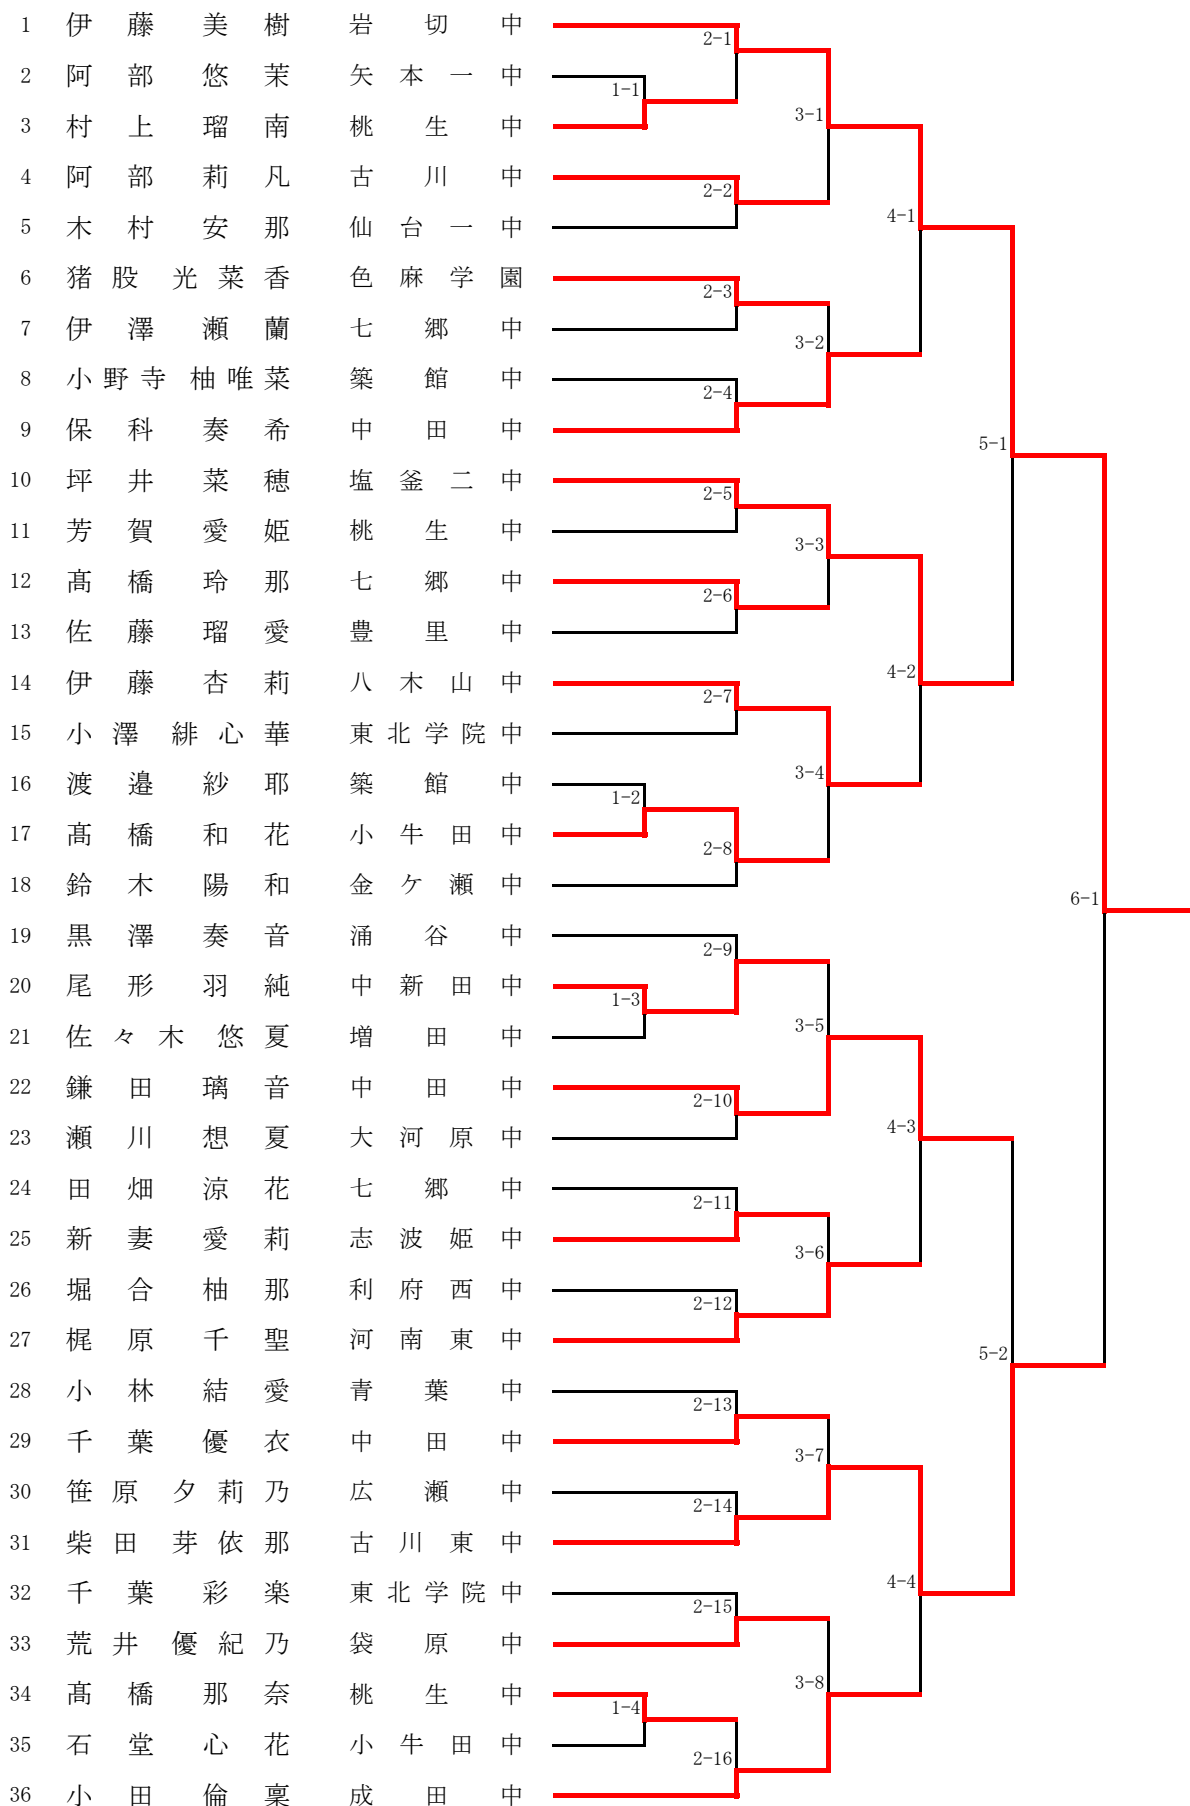 1 伊藤 美樹 岩切中
2-1
2 阿部 悠茉 矢本一中
1-1
3 村上 瑠南 桃生中
3-1
4 阿部 莉凡 古川中
2-2
5 木村 安那 仙台一中
4-1
6 猪股 光菜香 色麻学園
2-3
7 伊澤 瀬蘭 七郷中
3-2
8 小野寺 柚唯菜 築館中
2-4
9 保科 奏希 中田中
5-1
10 坪井 菜穂 塩釜二中
2-5
11 芳賀 愛姫 桃生中
3-3
12 髙橋 玲那 七郷中
2-6
13 佐藤 瑠愛 豊里中
4-2
14 伊藤 杏莉 八木山中
2-7
15 小澤 緋心華 東北学院中
3-4
16 渡邉 紗耶 築館中
1-2
17 髙橋 和花 小牛田中
2-8
18 鈴木 陽和 金ケ瀬中
6-1
19 黒澤 奏音 涌谷中
2-9
20 尾形 羽純 中新田中
1-3
3-5
21 佐々木 悠夏 増田中
22 鎌田 璃音 中田中
2-10
4-3
23 瀬川 想夏 大河原中
24 田畑 涼花 七郷中
2-11
25 新妻 愛莉 志波姫中
3-6
26 堀合 柚那 利府西中
2-12
27 梶原 千聖 河南東中
5-2
28 小林 結愛 青葉中
2-13
29 千葉 優衣 中田中
3-7
30 笹原 夕莉乃 広瀬中
2-14
31 柴田 芽依那 古川東中
4-4
32 千葉 彩楽 東北学院中
2-15
33 荒井 優紀乃 袋原中
3-8
34 髙橋 那奈 桃生中
1-4
35 石堂 心花 小牛田中
2-16
36 小田 倫稟 成田中